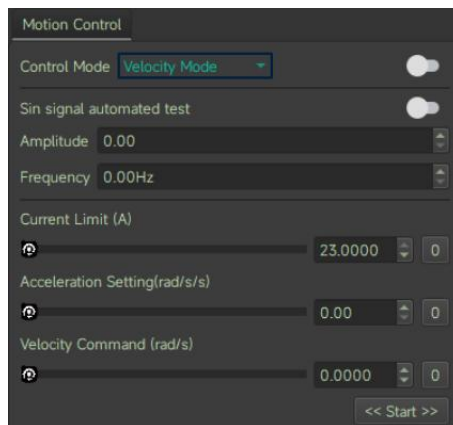 Motion Control
Control Mode Velocity Mode
Sin signal automated test
Amplitude 0.00
Frequency 0.00Hz
Current Limit (A)
23.0000 0
Acceleration Setting(rad/s/s)
0.00 0
Velocity Command (rad/s)
0.0000 0
<< Start >>